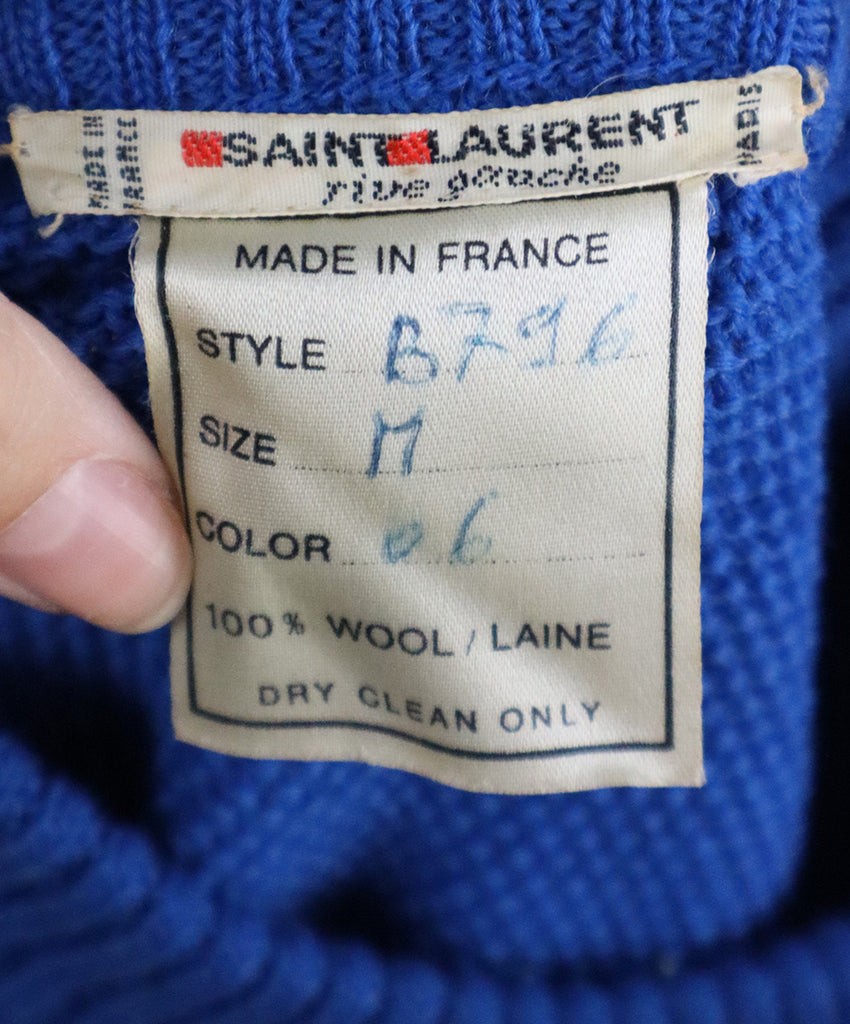 MADE IN
FRANCE
SAINT LAURENT
rive gauche
PARIS
MADE IN FRANCE
STYLE B796
SIZE M
COLOR 06
100% WOOL / LAINE
DRY CLEAN ONLY